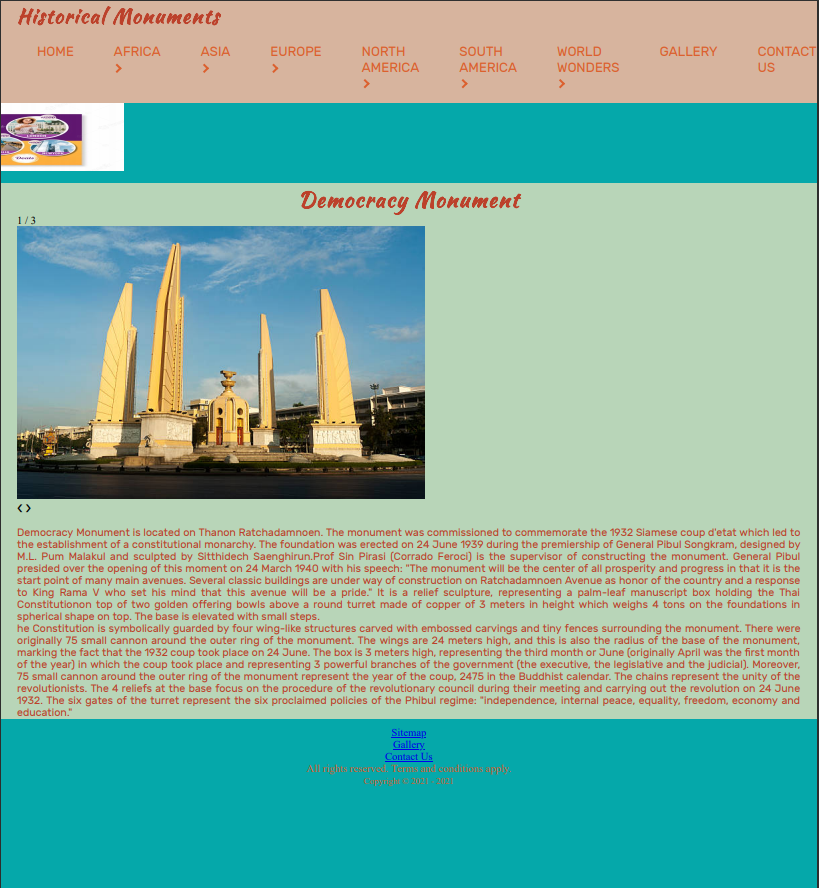 Historical Monuments
HOME AFRICA ASIA EUROPE NORTH AMERICA SOUTH AMERICA WORLD WONDERS GALLERY CONTACT US
Democracy Monument
1 / 3
Democracy Monument is located on Thanon Ratchadamnoen. The monument was commissioned to commemorate the 1932 Siamese coup d'etat which led to
the establishment of a constitutional monarchy. The foundation was erected on 24 June 1939 during the premiership of General Pibul Songkram, designed by
M.L. Pum Malakul and sculpted by Sitthidech Saenghirun.Prof Sin Pirasi (Corrado Feroci) is the supervisor of constructing the monument. General Pibul
presided over the opening of this moment on 24 March 1940 with his speech: "The monument will be the center of all prosperity and progress in that it is the
start point of many main avenues. Several classic buildings are under way of construction on Ratchadamnoen Avenue as honor of the country and a response
to King Rama V who set his mind that this avenue will be a pride." It is a relief sculpture, representing a palm-leaf manuscript box holding the Thai
Constitutionon top of two golden offering bowls above a round turret made of copper of 3 meters in height which weighs 4 tons on the foundations in
spherical shape on top. The base is elevated with small steps.
he Constitution is symbolically guarded by four wing-like structures carved with embossed carvings and tiny fences surrounding the monument. There were
originally 75 small cannon around the outer ring of the monument. The wings are 24 meters high, and this is also the radius of the base of the monument,
marking the fact that the 1932 coup took place on 24 June. The box is 3 meters high, representing the third month or June (originally April was the first month
of the year) in which the coup took place and representing 3 powerful branches of the government (the executive, the legislative and the judicial). Moreover,
75 small cannon around the outer ring of the monument represent the year of the coup, 2475 in the Buddhist calendar. The chains represent the unity of the
revolutionists. The 4 reliefs at the base focus on the procedure of the revolutionary council during their meeting and carrying out the revolution on 24 June
1932. The six gates of the turret represent the six proclaimed policies of the Phibul regime: "independence, internal peace, equality, freedom, economy and
education."
Sitemap
Gallery
Contact Us
All rights reserved. Terms and conditions apply
Copyright © 2021 - 2021